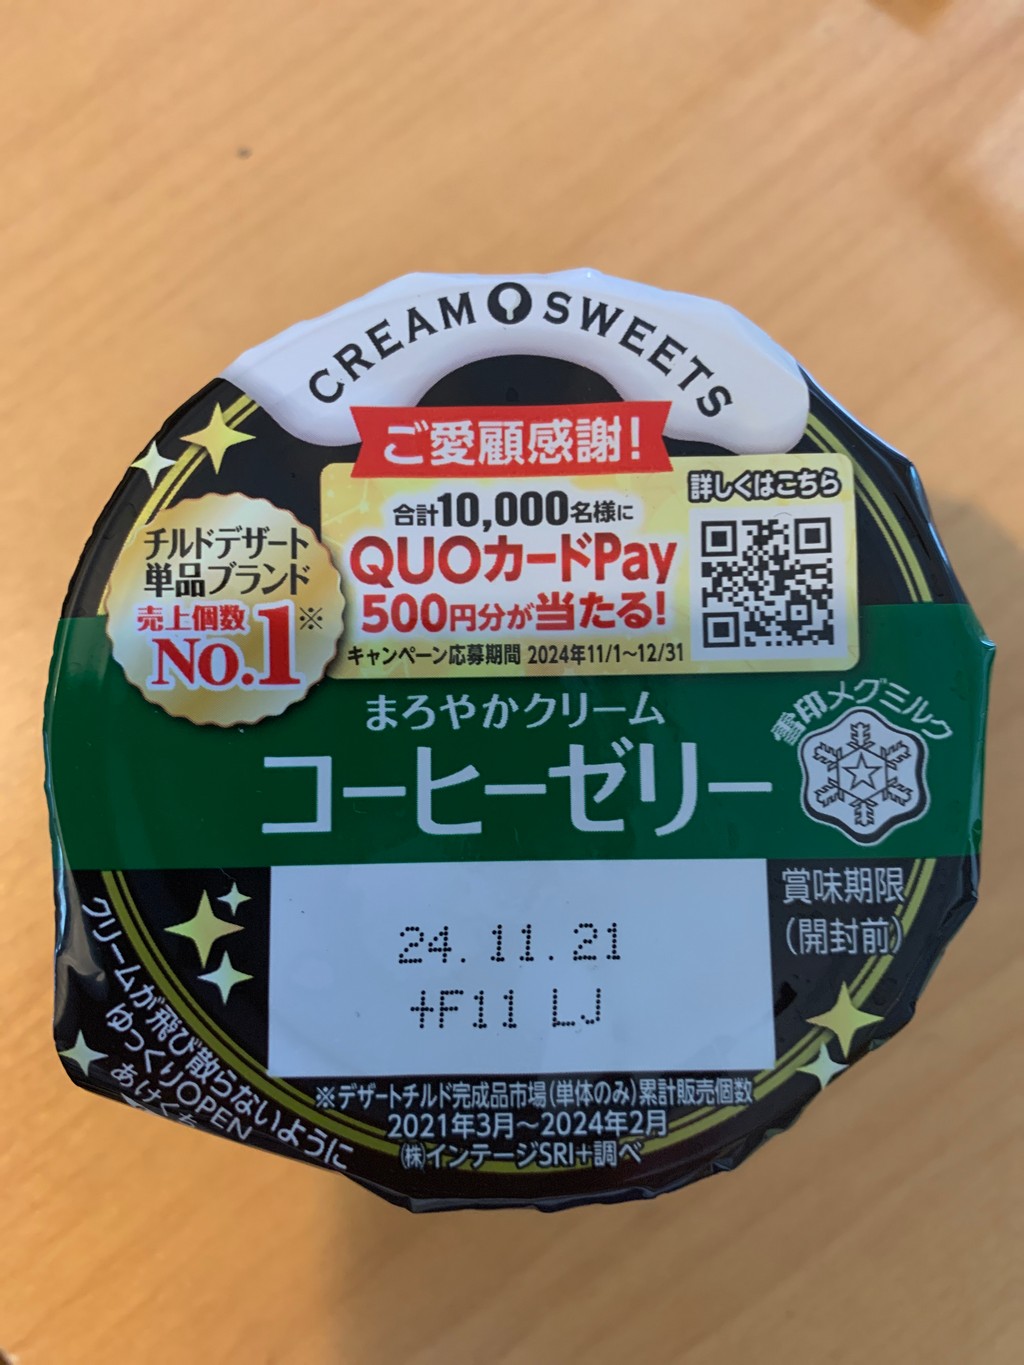 CREAM SWEETS
ご愛顧感謝!
詳しくはこちら
合計10,000名様に
QUOカードPay
500円分が当たる!
キャンペーン応募期間 2024年11/1~12/31
チルドデザート
単品ブランド
売上個数※
No.1
まろやかクリーム
コーヒーゼリー
雪印メグミルク
賞味期限
(開封前)
24.11.21
+F11 LJ
※デザートチルド完成品市場(単体のみ)累計販売個数
2021年3月~2024年2月
㈱インテージSRI+調べ
クリームが飛び散らないように
ゆっくりOPEN
あけくち